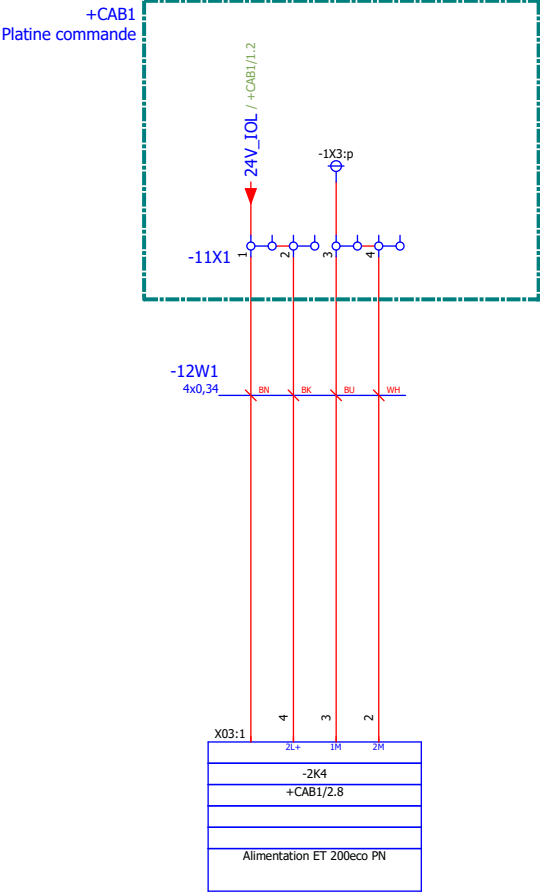 +CAB1
Platine commande
24V_IOL / +CAB1/1.2
-1X3:p
-11X1
1
2
3
4
-12W1
4x0,34
BN
BK
BU
WH
4
3
2
X03:1
2L+
1M
2M
-2K4
+CAB1/2.8
Alimentation ET 200eco PN